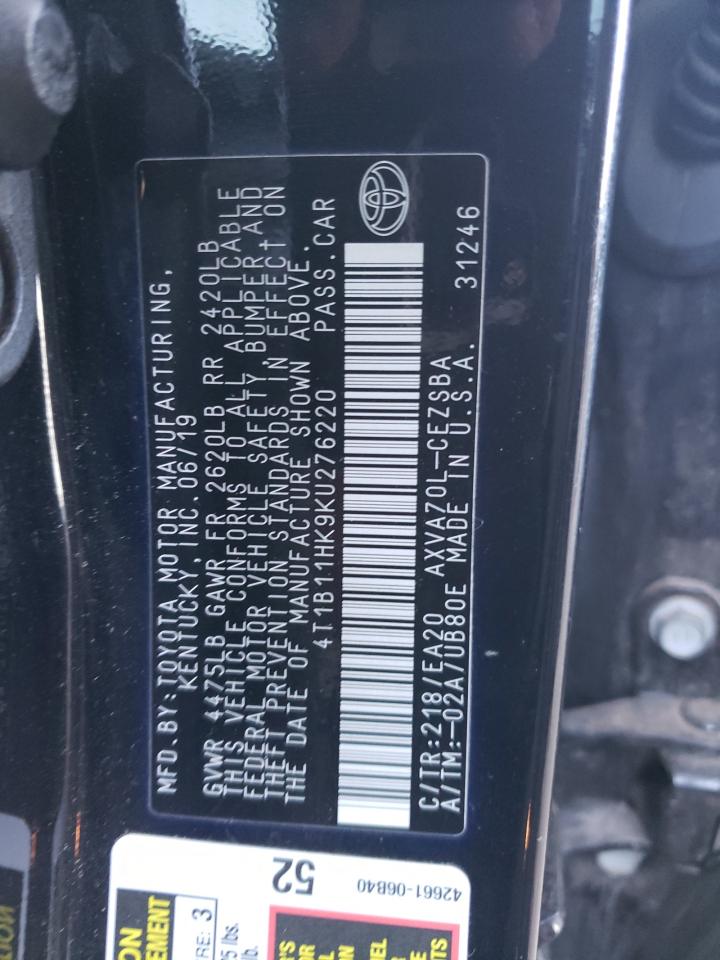 MFD.BY:TOYOTA MOTOR MANUFACTURING,
KENTUCKY, INC.06/19
GVWR 4475LB GAWR FR 2620LB RR 2420LB
THIS VEHICLE CONFORMS TO ALL APPLICABLE
FEDERAL MOTOR VEHICLE SAFETY, BUMPER, AND
THEFT PREVENTION STANDARDS IN EFFECT ON
THE DATE OF MANUFACTURE SHOWN ABOVE.
4T1B11HK9KU276220 PASS.CAR
C/TR:218/EA20 AXVA70L-CEZSBA
A/TM:-02A/UB80E MADE IN U.S.A. 31246
52
42661-06B40